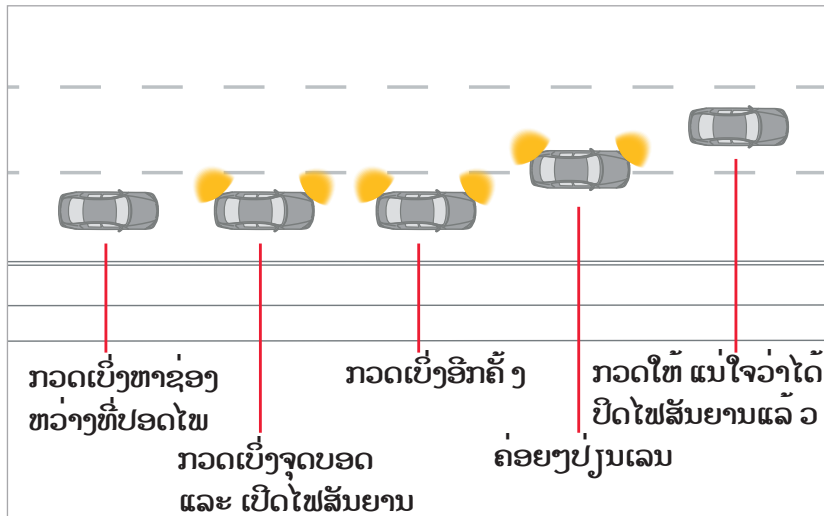 ກວດເບິ່ງຫາຊ່ອງ
ຫວ່າງທີ່ປອດໄພ
ກວດເບິ່ງຈຸດບອດ
ແລະ ເປີດໄຟສັນຍານ
ກວດເບິ່ງອີກຄັ້ ງ
ຄ່ອຍໆປ່ຽນເລນ
ກວດໃຫ້ ແນ່ໃຈວ່າໄດ້
ປິດໄຟສັນຍານແລ້ ວ